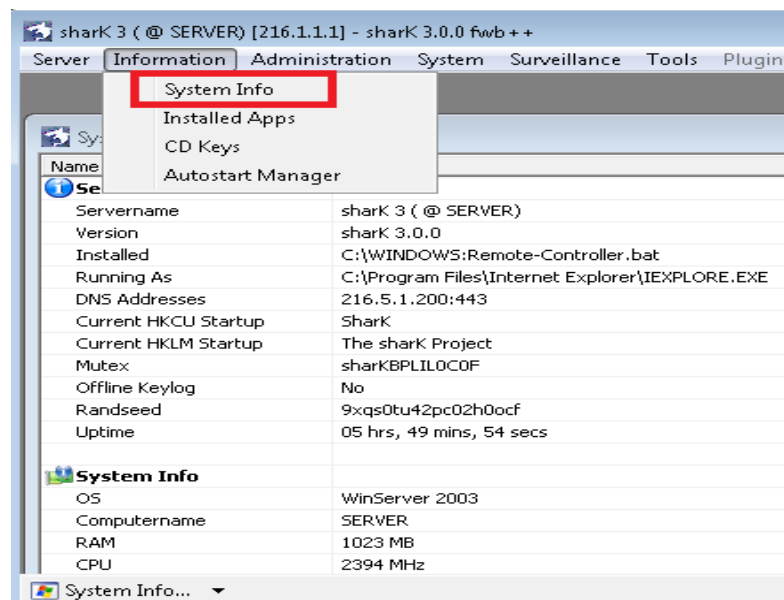 sharK 3 ( @ SERVER) [216.1.1.1] - sharK 3.0.0 fwb++
Server Information Administration System Surveillance Tools Plugin
System Info
Installed Apps
CD Keys
Autostart Manager
Sy
Name
Se
Servername sharK 3 ( @ SERVER)
Version sharK 3.0.0
Installed C:\WINDOWS:Remote-Controller.bat
Running As C:\Program Files\Internet Explorer\IEXPLORE.EXE
DNS Addresses 216.5.1.200:443
Current HKCU Startup SharK
Current HKLM Startup The sharK Project
Mutex sharKBPLIL0C0F
Offline Keylog No
Randseed 9xqs0tu42pc02h0ocf
Uptime 05 hrs, 49 mins, 54 secs
System Info
OS WinServer 2003
Computername SERVER
RAM 1023 MB
CPU 2394 MHz
System Info...